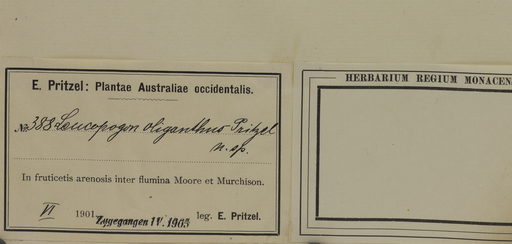 E. Pritzel: Plantae Australiae occidentalis.
№ 388 Leucopogon oliganthus Pritzel
n. sp.
In fruticetis arenosis inter flumina Moore et Murchison.
VI 1901. Zugegangen IV. 1903 leg. E. Pritzel.
HERBARIUM REGIUM MONACEN